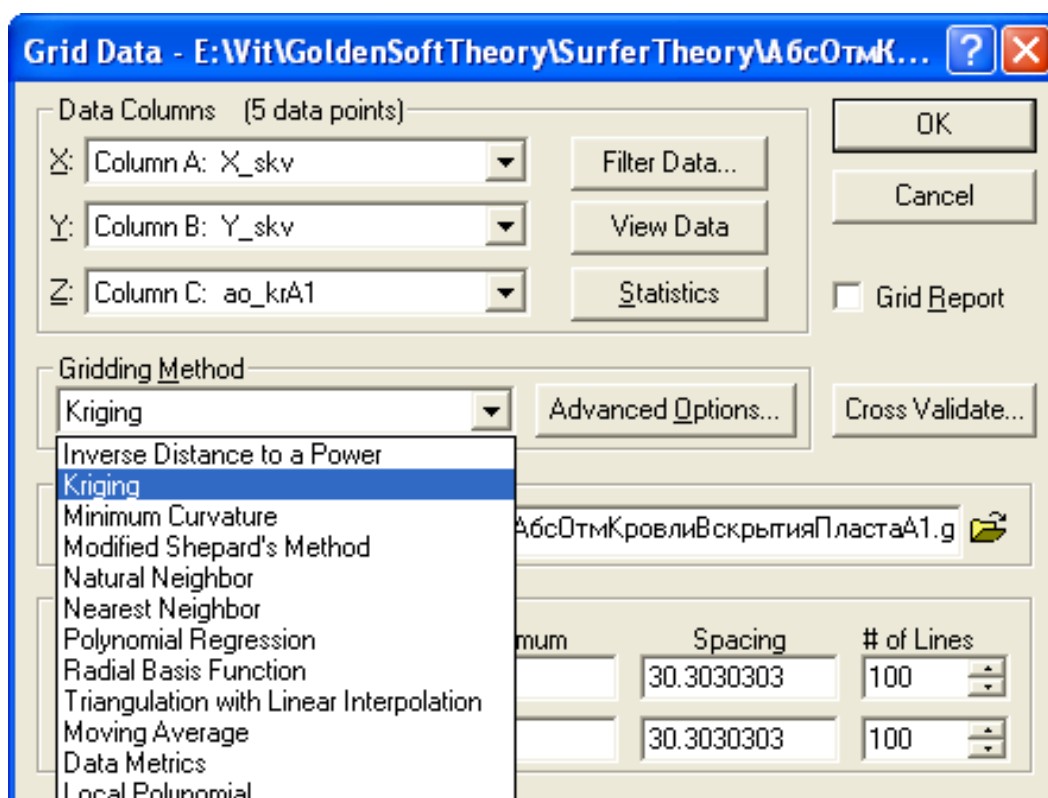 Grid Data - E:\Vit\GoldenSoftTheory\SurferTheory\АбсОтмК...
Data Columns (5 data points)
X: Column A: X_skv
Filter Data...
OK
Y: Column B: Y_skv
View Data
Cancel
Z: Column C: ao_krA1
Statistics
Grid Report
Gridding Method
Kriging
Advanced Options...
Cross Validate...
Inverse Distance to a Power
Kriging
Minimum Curvature
АбсОтмКровлиВскрытияПластаА1.g
Modified Shepard's Method
Natural Neighbor
Nearest Neighbor
Polynomial Regression
mum Spacing # of Lines
Radial Basis Function
30.3030303 100
Triangulation with Linear Interpolation
Moving Average
30.3030303 100
Data Metrics
Local Polynomial